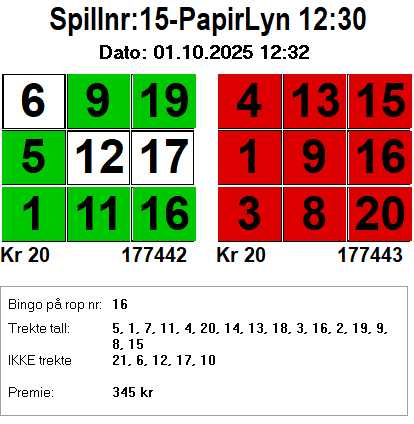 Spillnr:15-PapirLyn 12:30
Dato: 01.10.2025 12:32
6 9 19 4 13 15
5 12 17 1 9 16
1 11 16 3 8 20
Kr 20 177442 Kr 20 177443
Bingo på rop nr: 16
Trekte tall: 5, 1, 7, 11, 4, 20, 14, 13, 18, 3, 16, 2, 19, 9,
8, 15
IKKE trekte 21, 6, 12, 17, 10
Premie: 345 kr